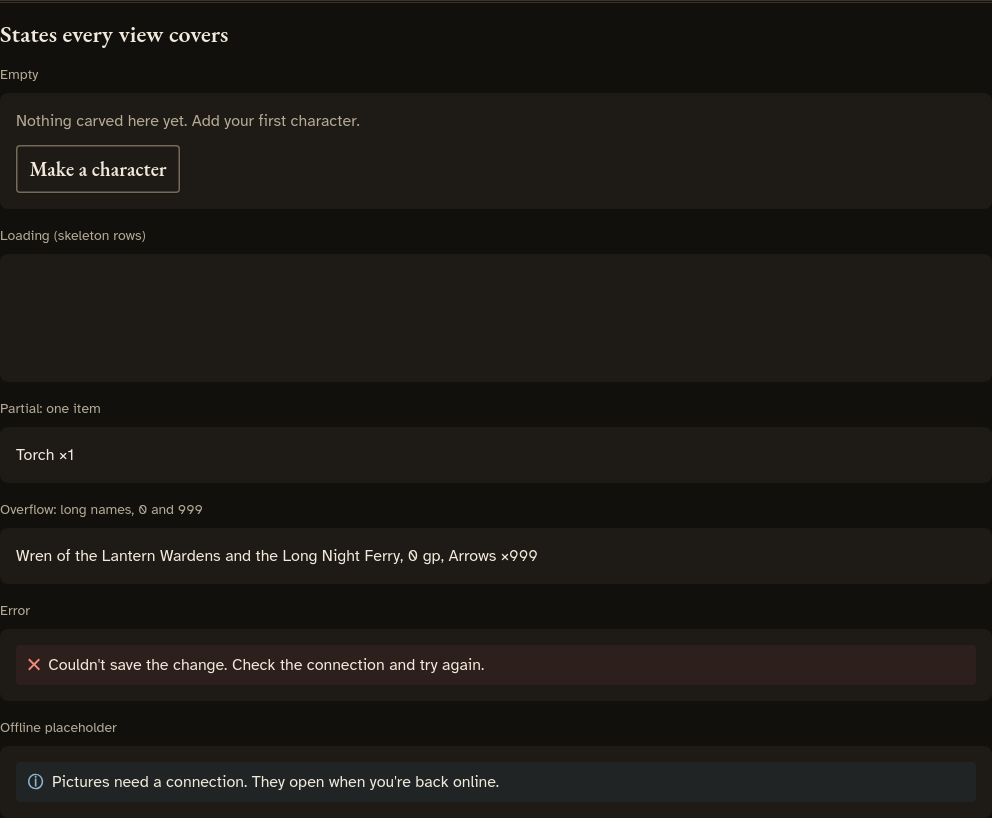 States every view covers
Empty
Nothing carved here yet. Add your first character.
Make a character
Loading (skeleton rows)
Partial: one item
Torch ×1
Overflow: long names, 0 and 999
Wren of the Lantern Wardens and the Long Night Ferry, 0 gp, Arrows ×999
Error
Couldn't save the change. Check the connection and try again.
Offline placeholder
Pictures need a connection. They open when you're back online.